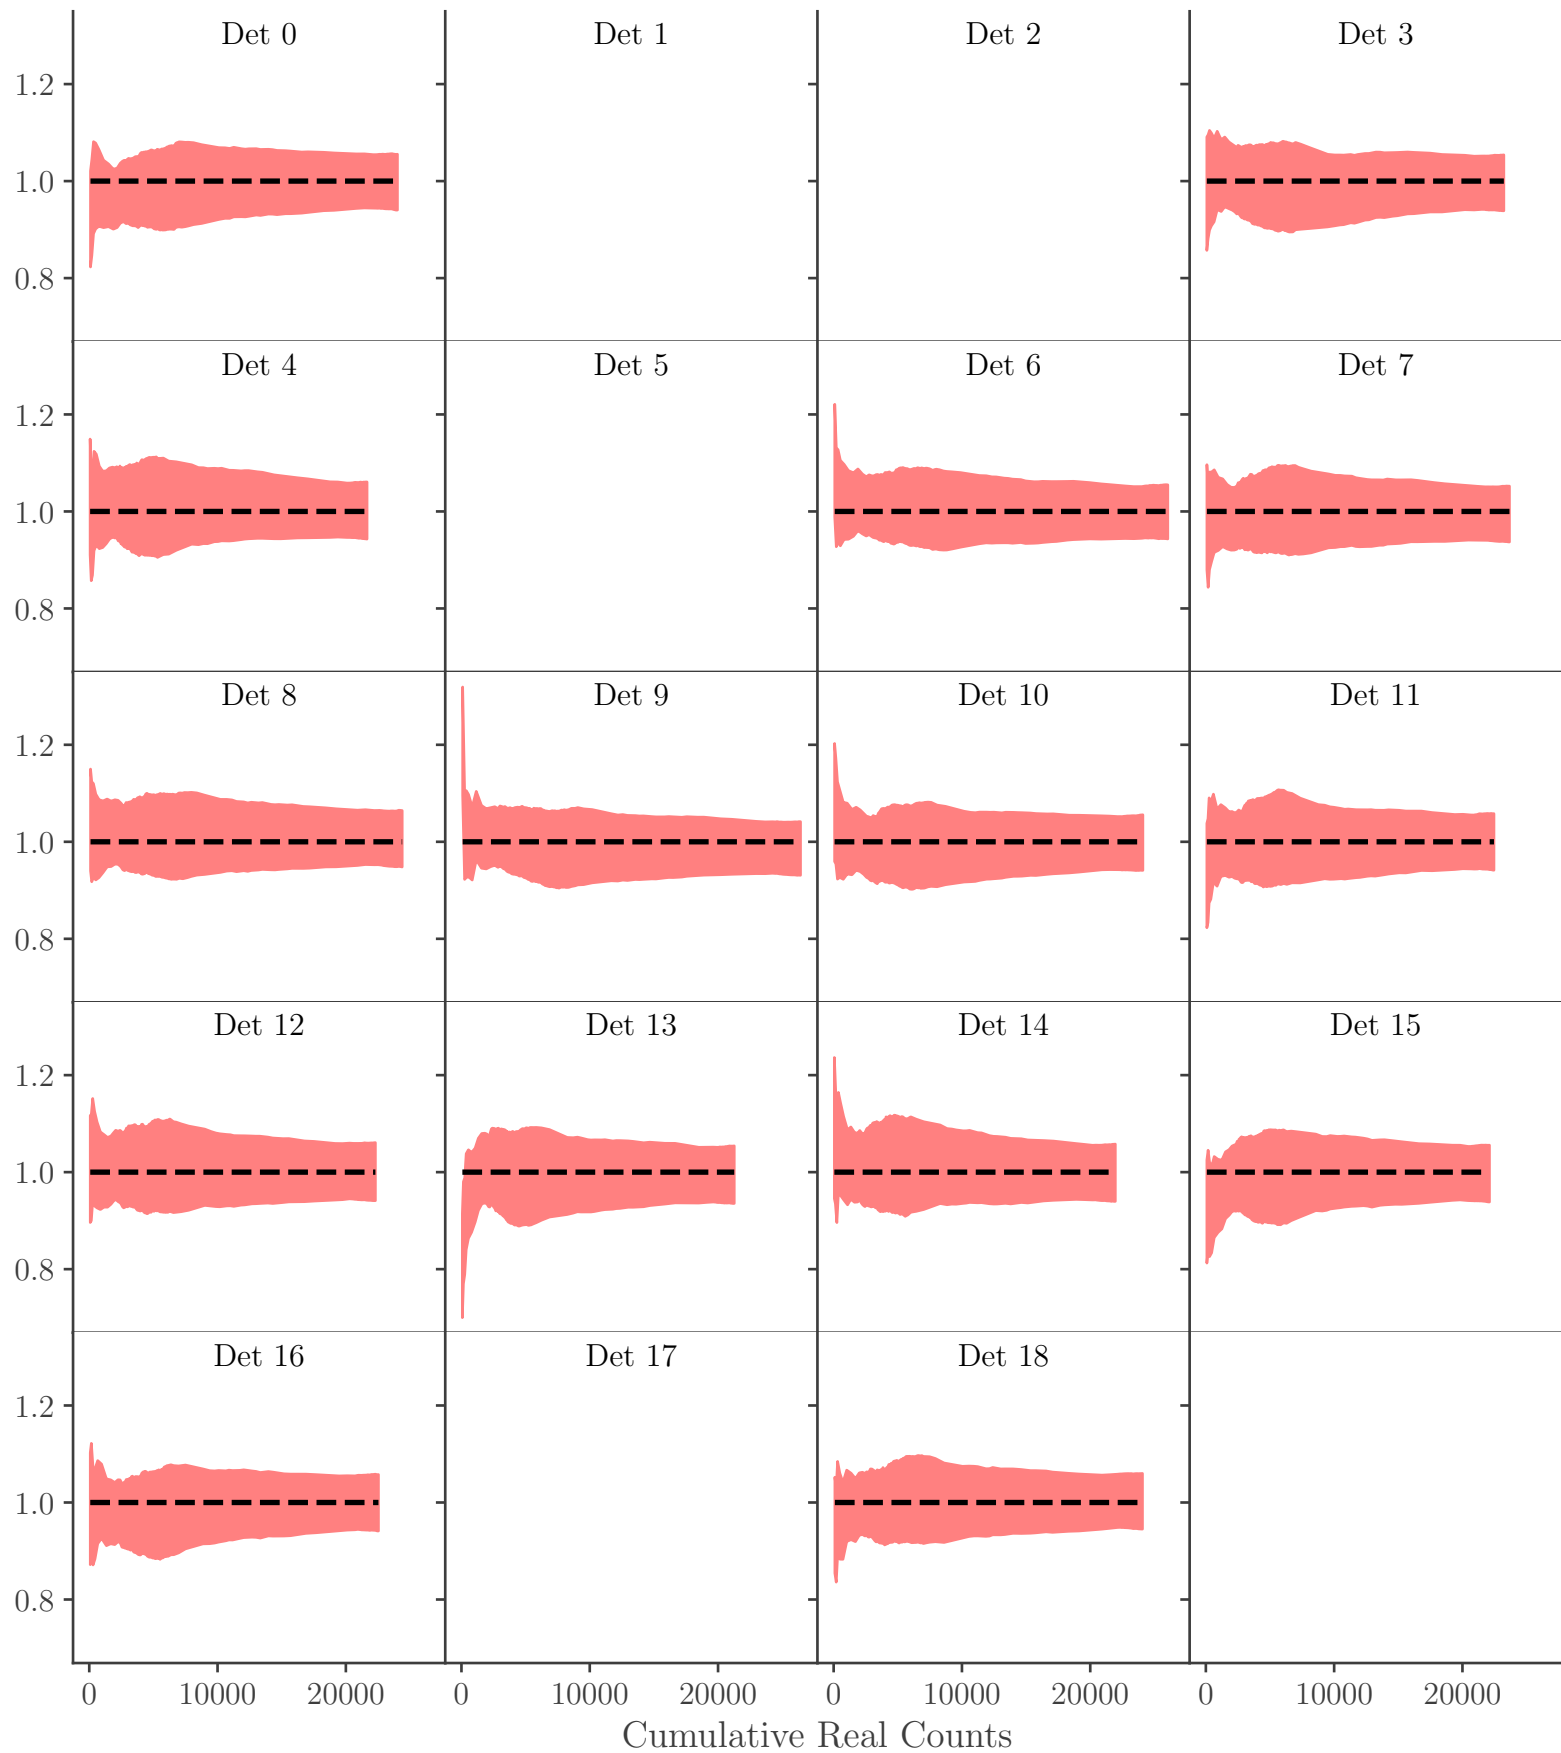 Det 0 Det 1 Det 2 Det 3
1.2
1.0
0.8
Det 4 Det 5 Det 6 Det 7
1.2
1.0
0.8
Det 8 Det 9 Det 10 Det 11
1.2
1.0
0.8
Det 12 Det 13 Det 14 Det 15
1.2
1.0
0.8
Det 16 Det 17 Det 18
1.2
1.0
0.8
0 10000 20000 0 10000 20000 0 10000 20000 0 10000 20000
Cumulative Real Counts